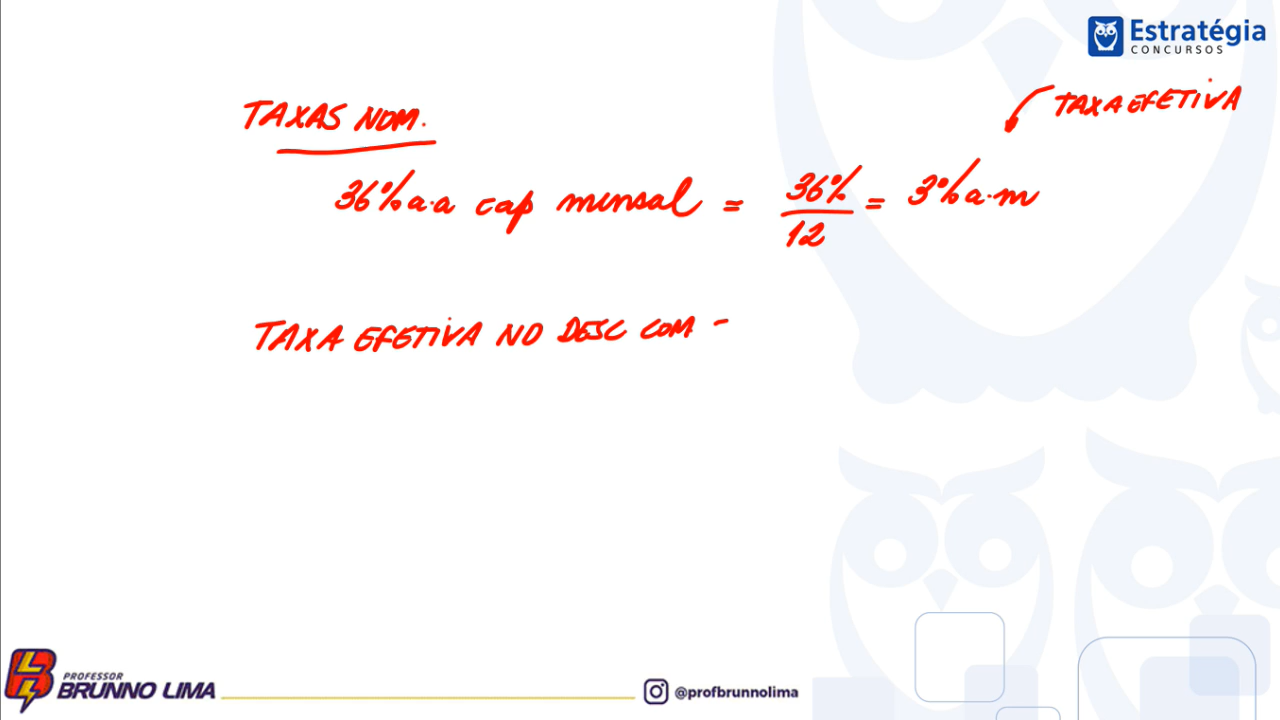 Estratégia
CONCURSOS
TAXA EFETIVA
TAXAS NOM.
36% a.a cap mensal = 36%/12 = 3% a.m
TAXA EFETIVA NO DESC COM -
PROFESSOR
BRUNNO LIMA
@profbrunnolima